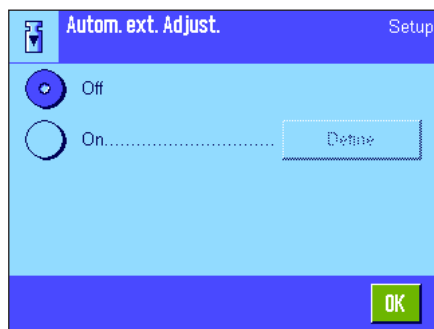 Autom. ext. Adjust. Setup
Off
On.............................. Define
OK